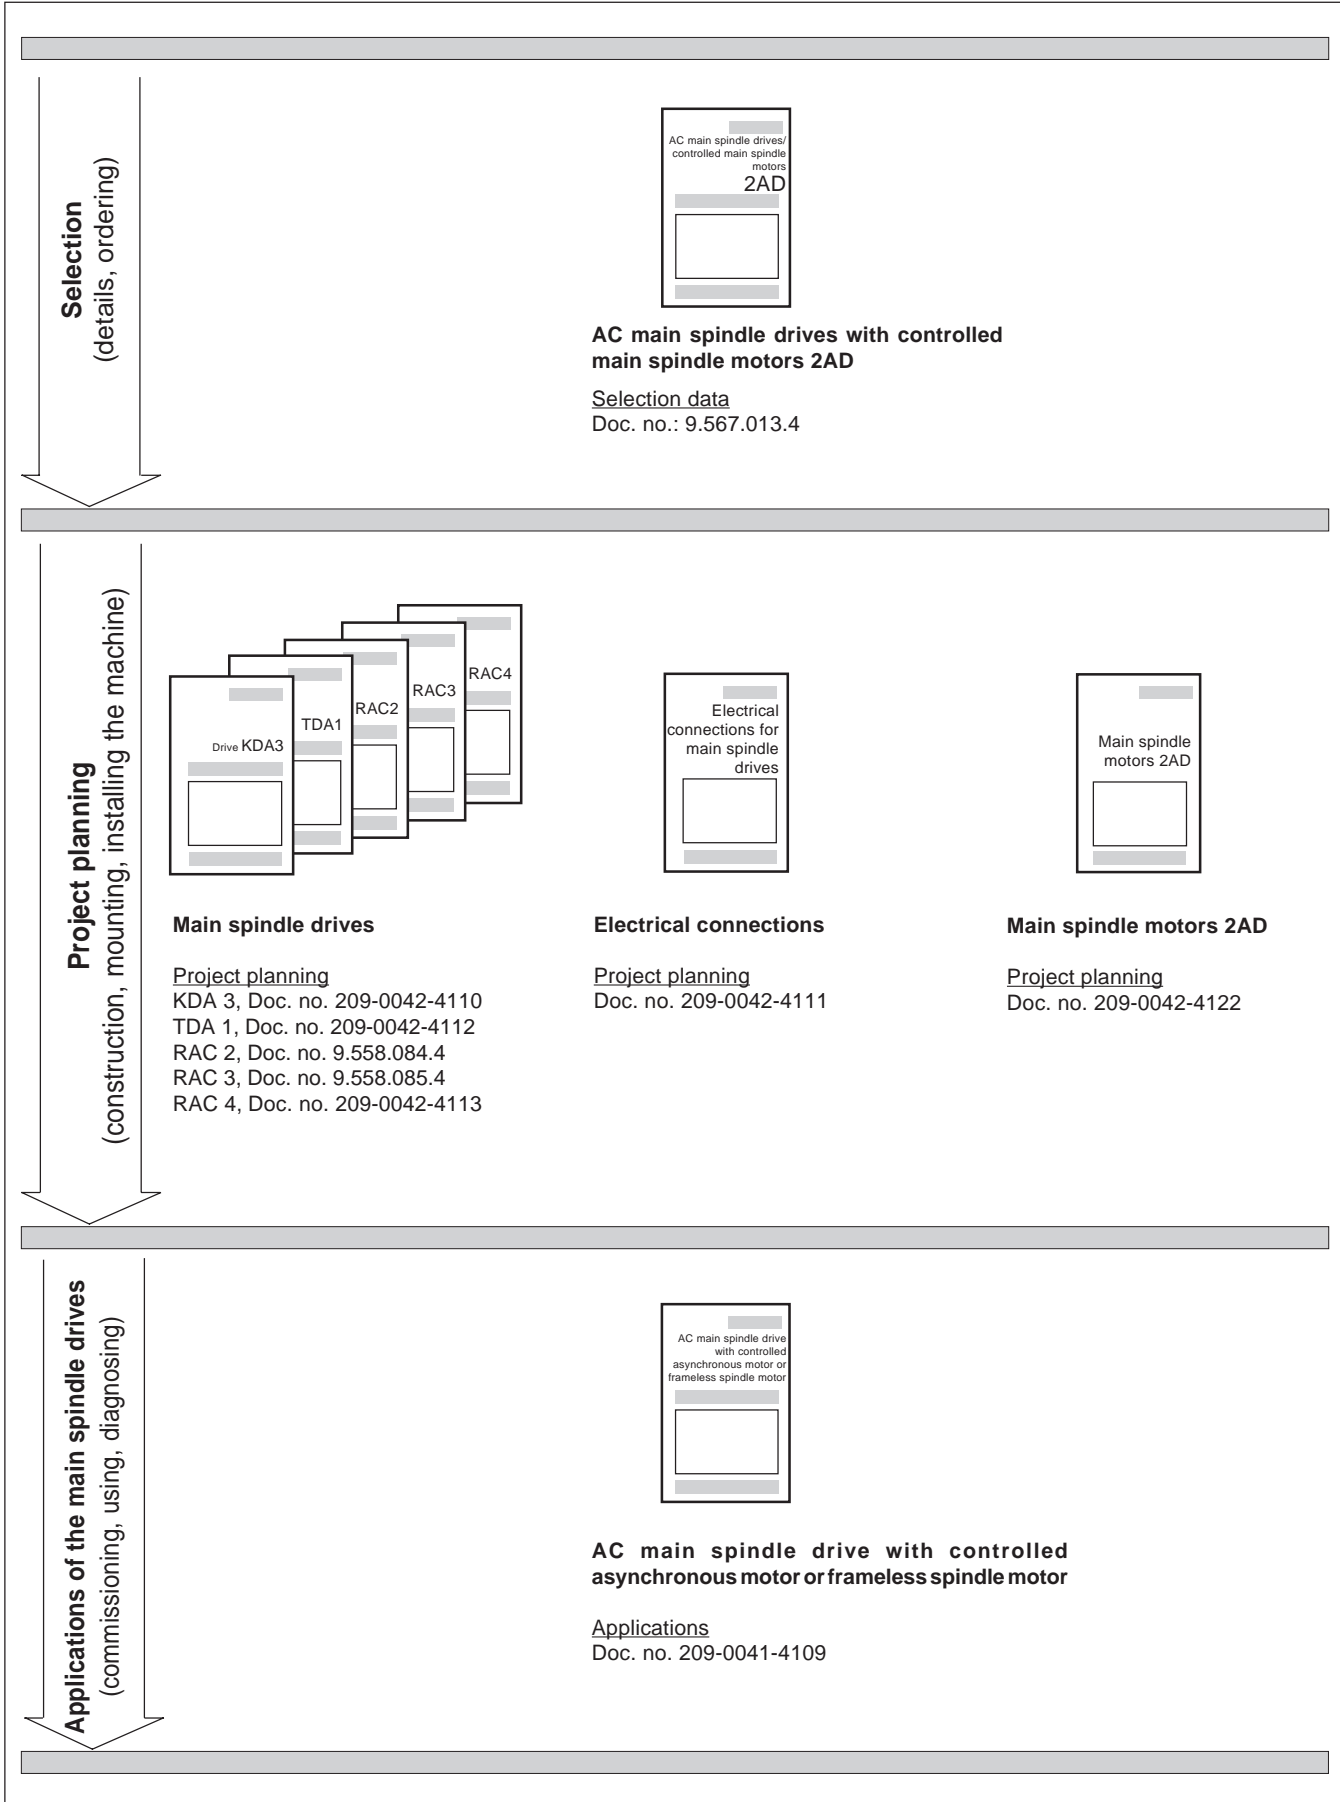 Selection
(details, ordering)
AC main spindle drives/
controlled main spindle
motors
2AD
AC main spindle drives with controlled
main spindle motors 2AD
Selection data
Doc. no.: 9.567.013.4
Project planning
(construction, mounting, installing the machine)
Drive KDA3
TDA1
RAC2
RAC3
RAC4
Main spindle drives
Project planning
KDA 3, Doc. no. 209-0042-4110
TDA 1, Doc. no. 209-0042-4112
RAC 2, Doc. no. 9.558.084.4
RAC 3, Doc. no. 9.558.085.4
RAC 4, Doc. no. 209-0042-4113
Electrical
connections for
main spindle
drives
Electrical connections
Project planning
Doc. no. 209-0042-4111
Main spindle
motors 2AD
Main spindle motors 2AD
Project planning
Doc. no. 209-0042-4122
Applications of the main spindle drives
(commissioning, using, diagnosing)
AC main spindle drive
with controlled
asynchronous motor or
frameless spindle motor
AC main spindle drive with controlled
asynchronous motor or frameless spindle motor
Applications
Doc. no. 209-0041-4109